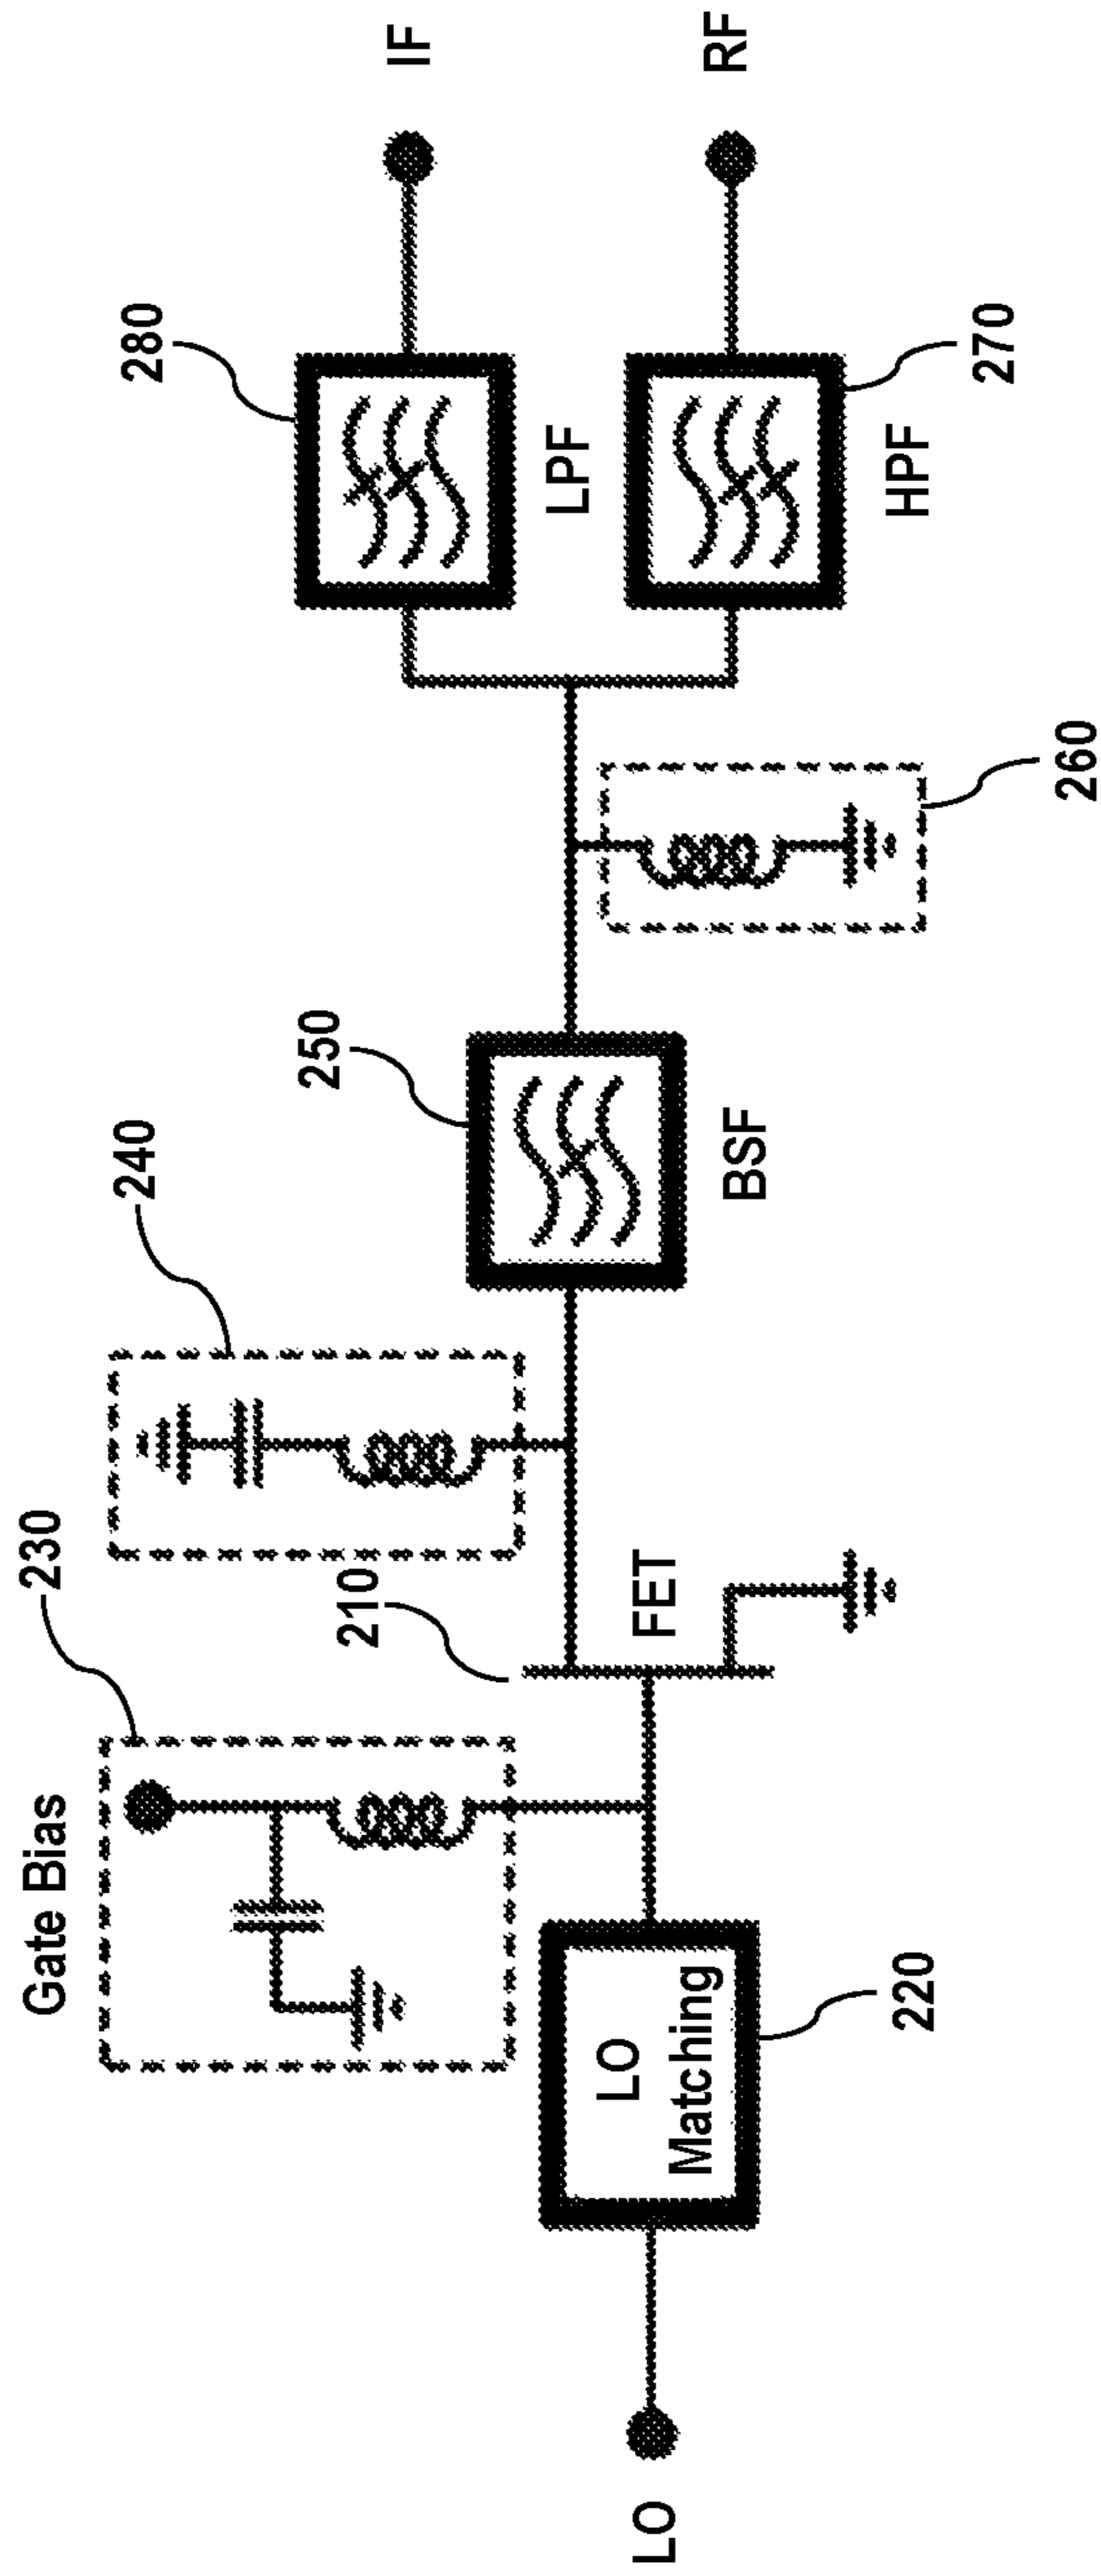 Gate Bias
230
240
250
280
IF
210
LPF
LO
LO
Matching
FET
BSF
RF
220
260
HPF
270